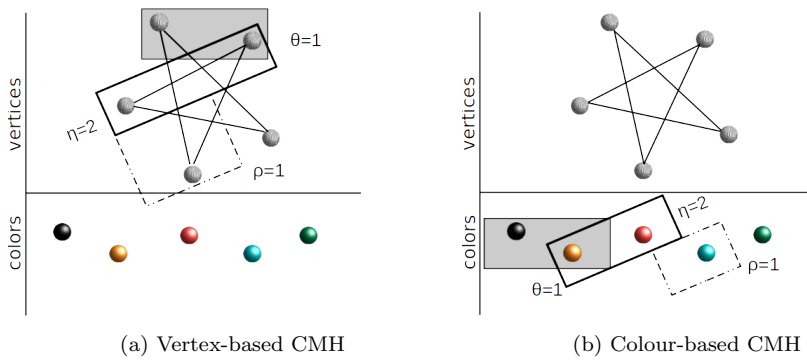 vertices
θ=1
η=2
ρ=1
colors
(a) Vertex-based CMH
vertices
colors
η=2
θ=1
ρ=1
(b) Colour-based CMH